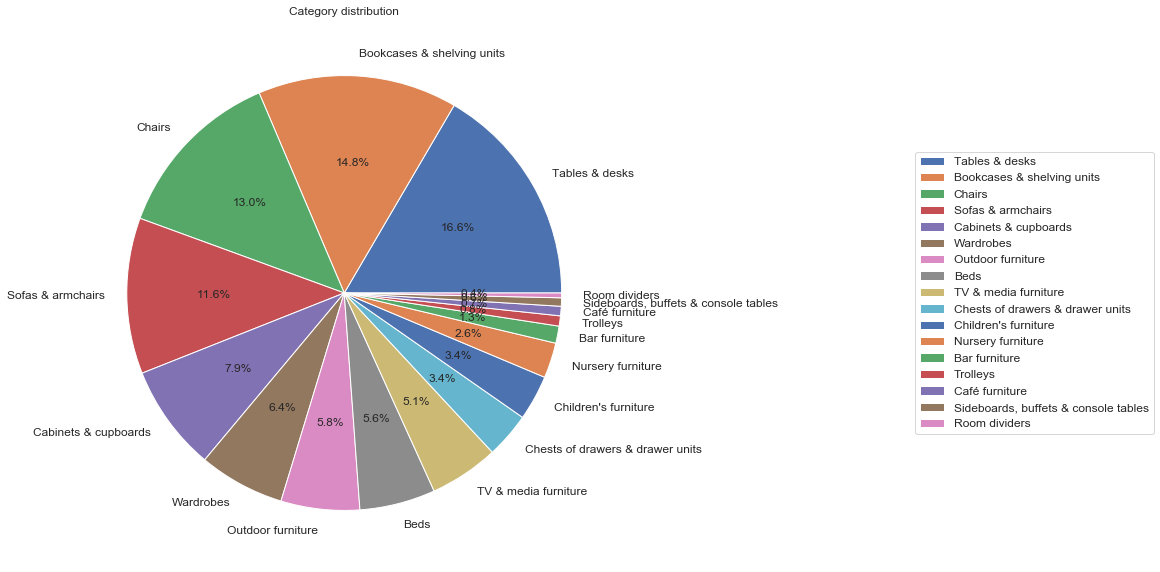 Category distribution
Bookcases & shelving units
Chairs
Tables & desks
14.8%
13.0%
16.6%
Sofas & armchairs
11.6%
0.4%
Room dividers
Sideboards, buffets & console tables
Café furniture
Trolleys
1.3%
Bar furniture
2.6%
Nursery furniture
3.4%
Children's furniture
7.9%
3.4%
Cabinets & cupboards
6.4%
5.8%
5.6%
5.1%
Chests of drawers & drawer units
TV & media furniture
Wardrobes
Outdoor furniture
Beds
Tables & desks
Bookcases & shelving units
Chairs
Sofas & armchairs
Cabinets & cupboards
Wardrobes
Outdoor furniture
Beds
TV & media furniture
Chests of drawers & drawer units
Children's furniture
Nursery furniture
Bar furniture
Trolleys
Café furniture
Sideboards, buffets & console tables
Room dividers